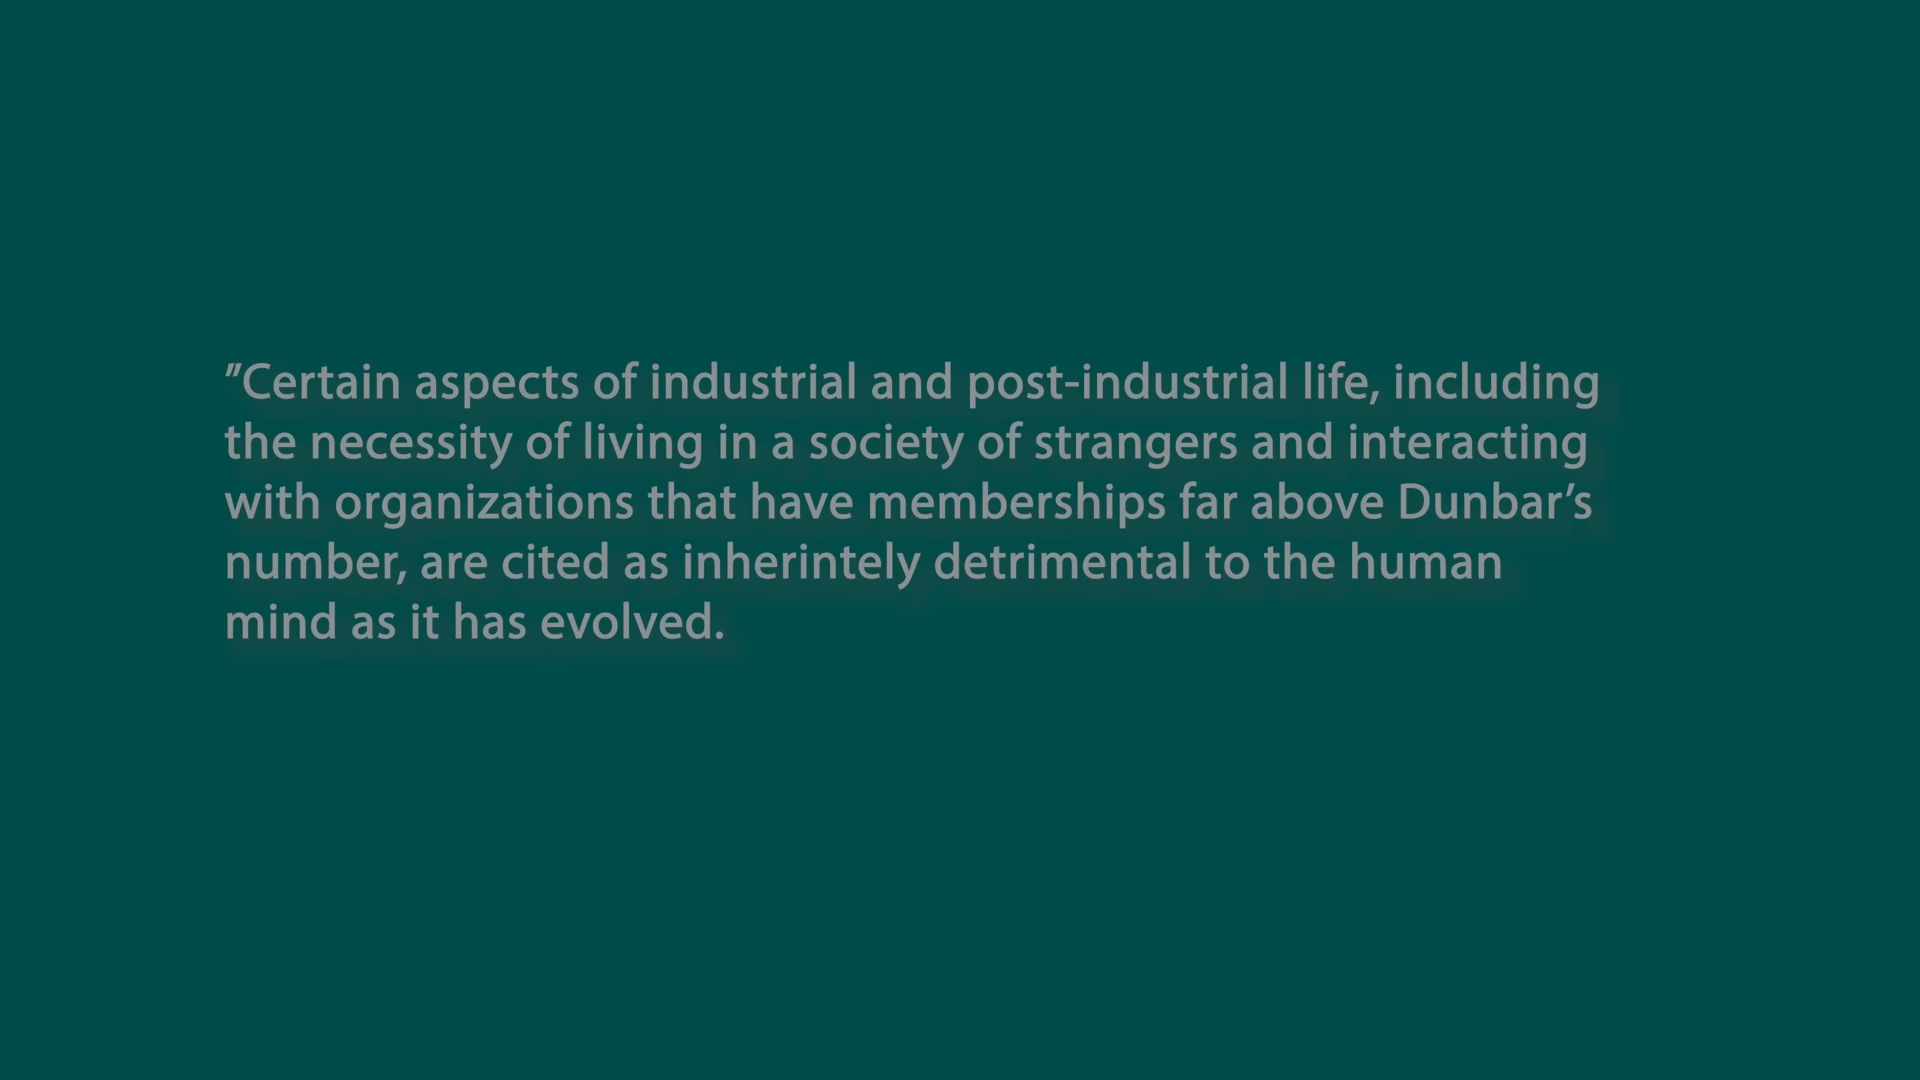 "Certain aspects of industrial and post-industrial life, including
the necessity of living in a society of strangers and interacting
with organizations that have memberships far above Dunbar’s
number, are cited as inherintely detrimental to the human
mind as it has evolved.